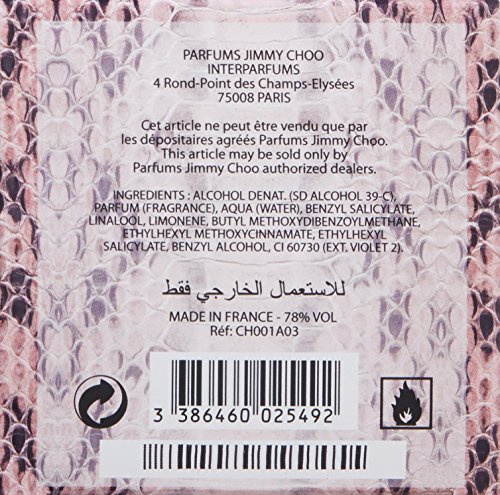 PARFUMS JIMMY CHOO
INTERPARFUMS
4 Rond-Point des Champs-Elysées
75008 PARIS
Cet article ne peut être vendu que par
les dépositaires agréés Parfums Jimmy Choo.
This article may be sold only by
Parfums Jimmy Choo authorized dealers.
INGREDIENTS : ALCOHOL DENAT. (SD ALCOHOL 39-C),
PARFUM (FRAGRANCE), AQUA (WATER), BENZYL SALICYLATE,
LINALOOL, LIMONENE, BUTYL METHOXYDIBENZOYLMETHANE,
ETHYLHEXYL METHOXYCINNAMATE, ETHYLHEXYL
SALICYLATE, BENZYL ALCOHOL, CI 60730 (EXT. VIOLET 2).
للاستعمال الخارجي فقط
MADE IN FRANCE - 78% VOL
Réf: CH001A03
3 386460 025492